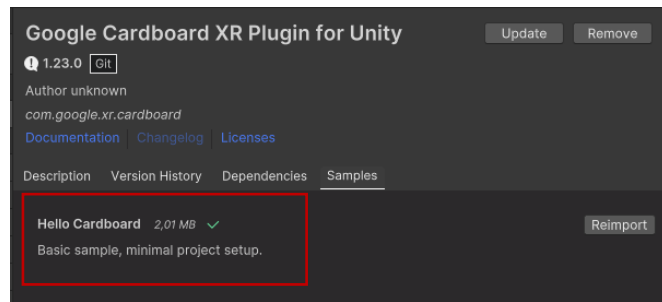 Google Cardboard XR Plugin for Unity Update Remove
1.23.0 Git
Author unknown
com.google.xr.cardboard
Documentation Changelog Licenses
Description Version History Dependencies Samples
Hello Cardboard 2,01 MB Reimport
Basic sample, minimal project setup.